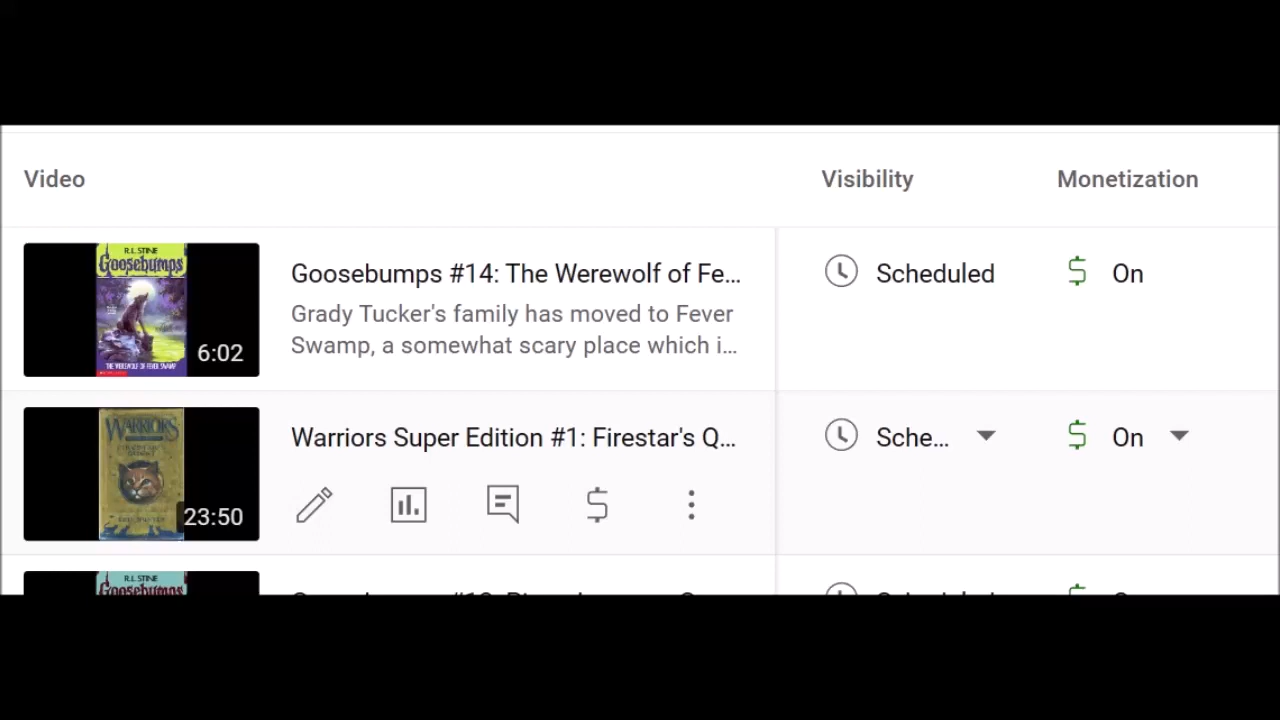 Video
Visibility
Monetization
R.L. STINE
Goosebumps
THE WEREWOLF OF FEVER SWAMP
6:02
Goosebumps #14: The Werewolf of Fe...
Grady Tucker's family has moved to Fever
Swamp, a somewhat scary place which i...
Scheduled
On
WARRIORS
23:50
Warriors Super Edition #1: Firestar's Q...
Sche...
On
R.L. STINE
Goosebumps